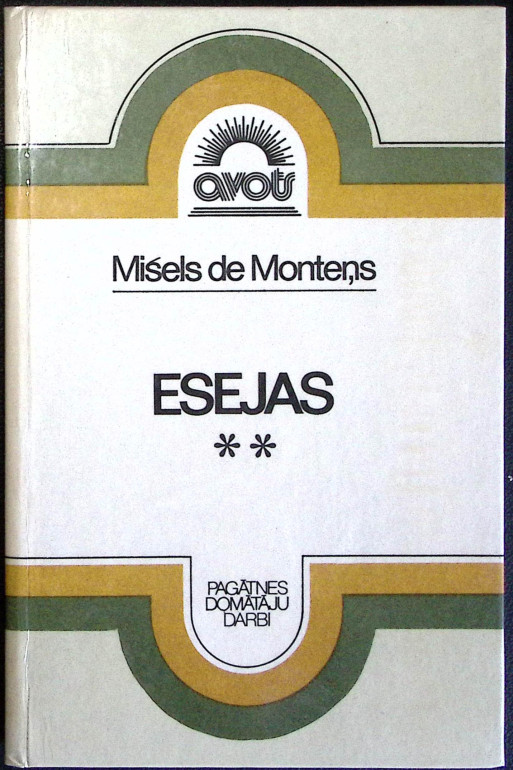 avots
Mišels de Monteņs
ESEJAS
* *
PAGĀTNES
DOMĀTĀJU
DARBI